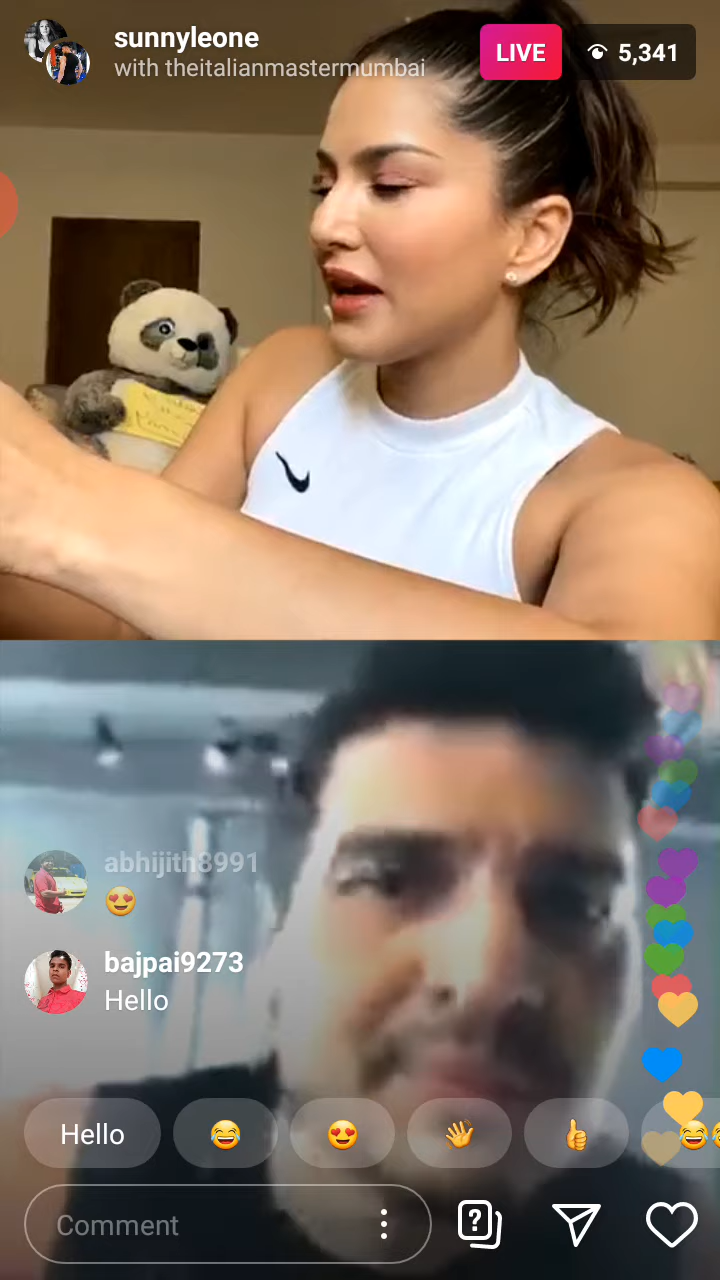 sunnyleone
with theitalianmastermumbai
LIVE
5,341
abhijith8991
😍
bajpai9273
Hello
Hello 😂 😍 👋 👍 😂
Comment